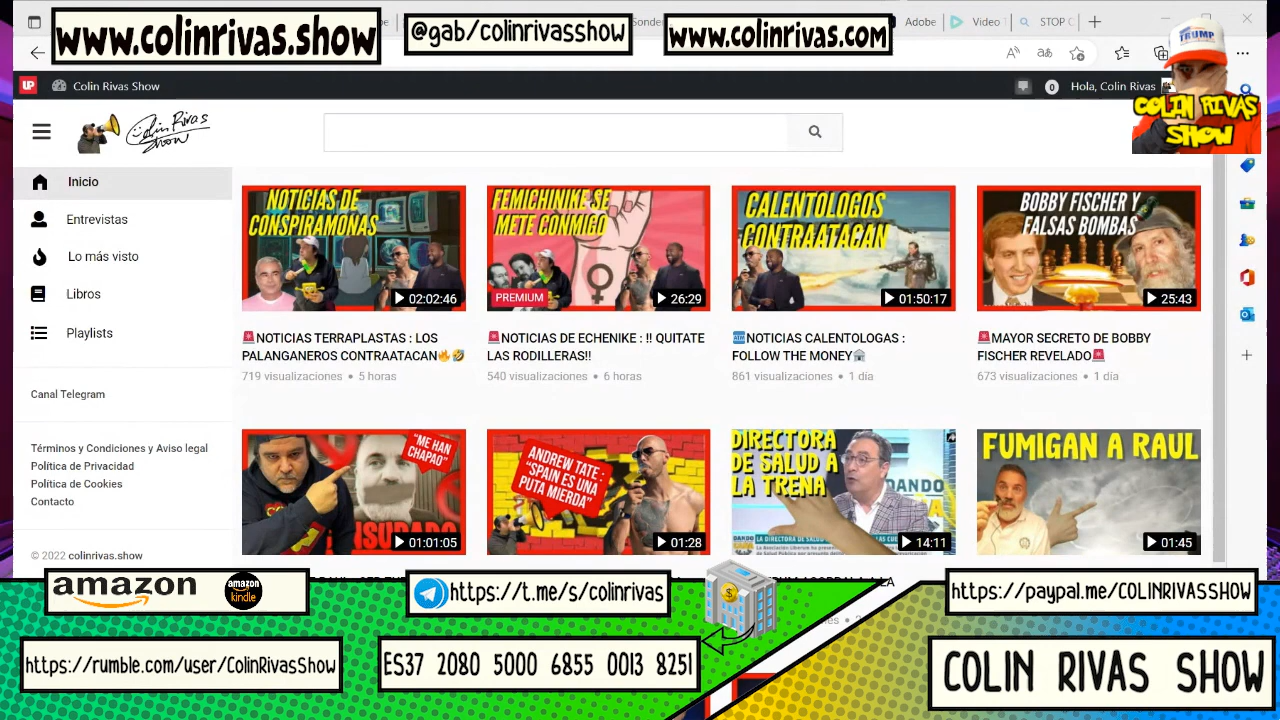 www.colinrivas.show
@gab/colinrivasshow
www.colinrivas.com
Adobe
Video
STOP C
UP
Colin Rivas Show
0
Hola, Colin Rivas
TRUMP
COLIN RIVAS
SHOW
Colin Rivas
Show
Inicio
Entrevistas
Lo más visto
Libros
Playlists
Canal Telegram
Términos y Condiciones y Aviso legal
Política de Privacidad
Política de Cookies
Contacto
© 2022 colinrivas.show
NOTICIAS DE
CONSPIRAMONAS
02:02:46
🚨NOTICIAS TERRAPLASTAS : LOS
PALANGANEROS CONTRAATACAN🔥🤣
719 visualizaciones • 5 horas
FEMICHINIKE SE
METE CONMIGO
PREMIUM
26:29
🚨NOTICIAS DE ECHENIKE : !! QUITATE
LAS RODILLERAS!!
540 visualizaciones • 6 horas
CALENTOLOGOS
CONTRAATACAN
01:50:17
🏧NOTICIAS CALENTOLOGAS :
FOLLOW THE MONEY🏠
861 visualizaciones • 1 día
BOBBY FISCHER Y
FALSAS BOMBAS
25:43
🚨MAYOR SECRETO DE BOBBY
FISCHER REVELADO🚨
673 visualizaciones • 1 día
"ME HAN
CHAPAO"
01:01:05
ANDREW TATE :
"SPAIN ES UNA
PUTA MIERDA"
01:28
DIRECTORA
DE SALUD A
LA TRENA
DANDO
14:11
FUMIGAN A RAUL
01:45
amazon
amazon
kindle
https://t.me/s/colinrivas
https://paypal.me/COLINRIVASSHOW
https://rumble.com/user/ColinRivasShow
ES37 2080 5000 6855 0013 8251
COLIN RIVAS SHOW